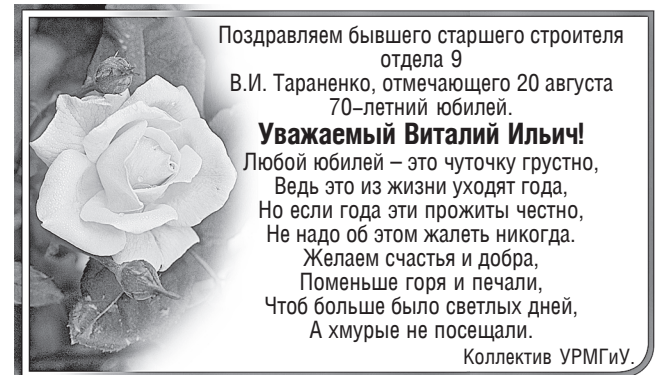 Поздравляем бывшего старшего строителя
отдела 9
В.И. Тараненко, отмечающего 20 августа
70–летний юбилей.
Уважаемый Виталий Ильич!
Любой юбилей – это чуточку грустно,
Ведь это из жизни уходят года,
Но если года эти прожиты честно,
Не надо об этом жалеть никогда.
Желаем счастья и добра,
Поменьше горя и печали,
Чтоб больше было светлых дней,
А хмурые не посещали.
Коллектив УРМГиУ.